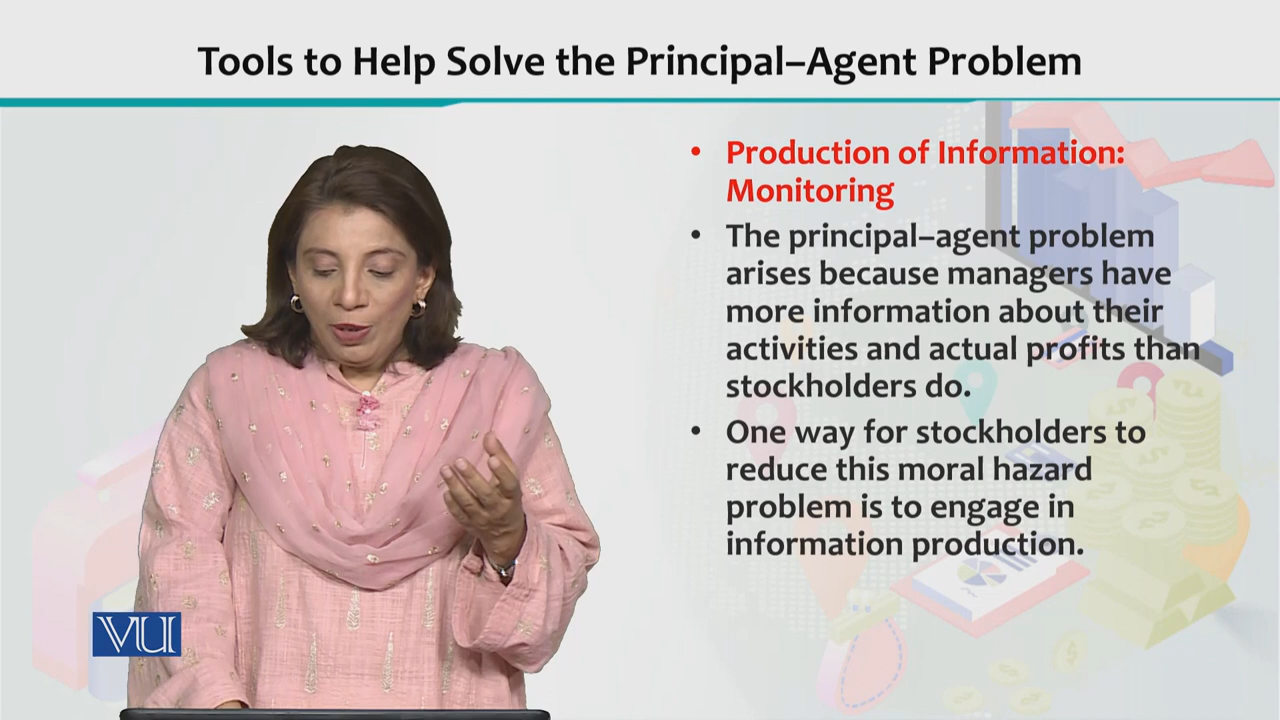 Tools to Help Solve the Principal–Agent Problem
• Production of Information:
Monitoring
• The principal–agent problem
arises because managers have
more information about their
activities and actual profits than
stockholders do.
• One way for stockholders to
reduce this moral hazard
problem is to engage in
information production.
VU